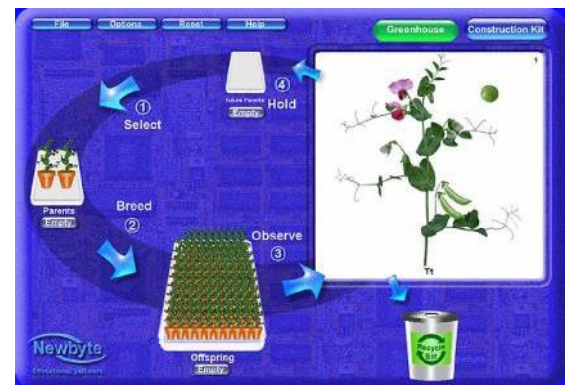 File
Options
Reset
Help
Greenhouse
Construction Kit
1
④
Future Parents
Hold
Empty
①
Select
Parents
Empty
Breed
②
Observe
③
Tt
Offspring
Empty
Recycle
Bin
Newbyte
Educational Software